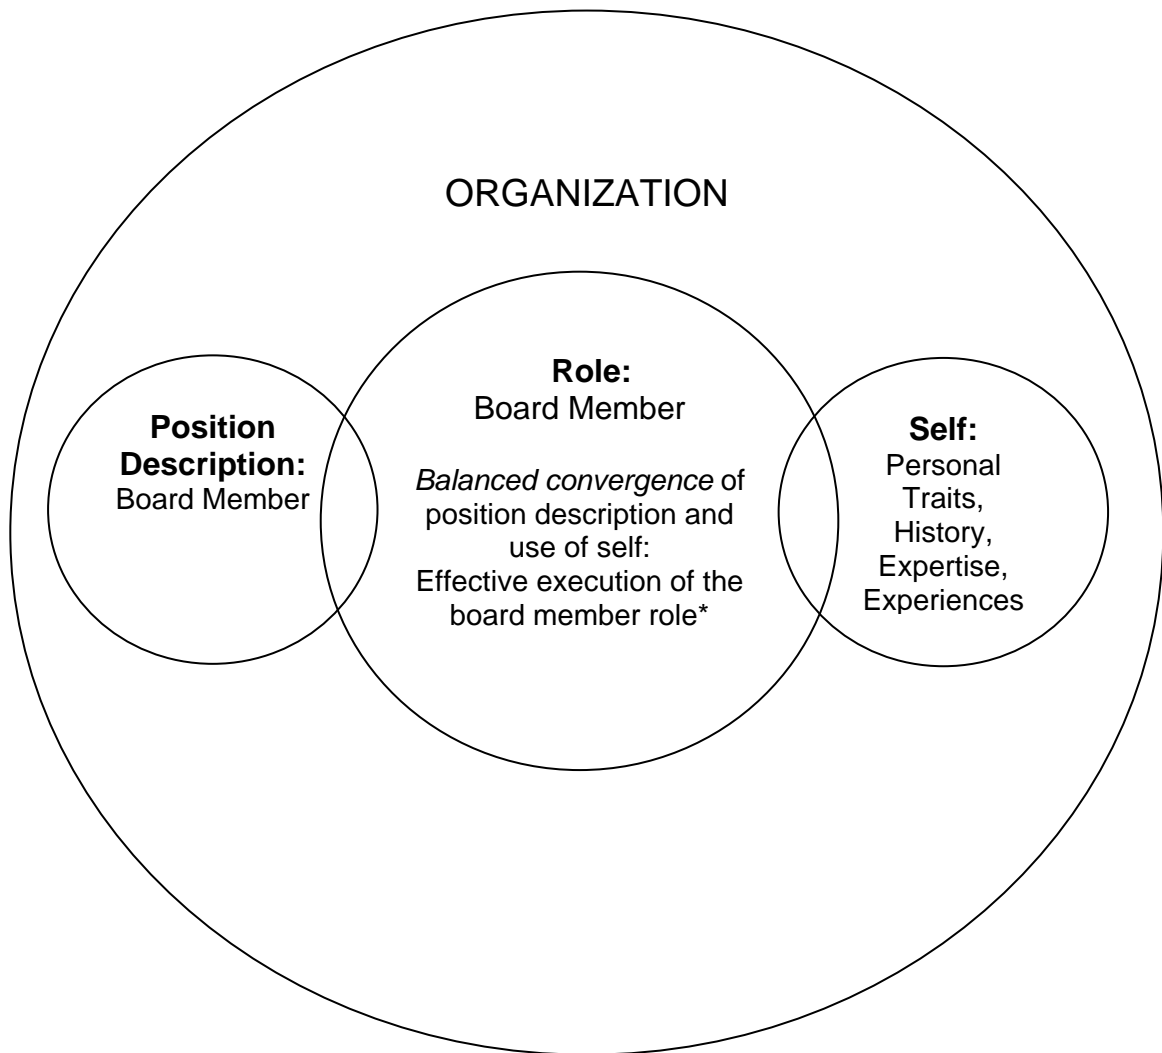 ORGANIZATION
Position
Description:
Board Member
Role:
Board Member
Balanced convergence of
position description and
use of self:
Effective execution of the
board member role*
Self:
Personal
Traits,
History,
Expertise,
Experiences